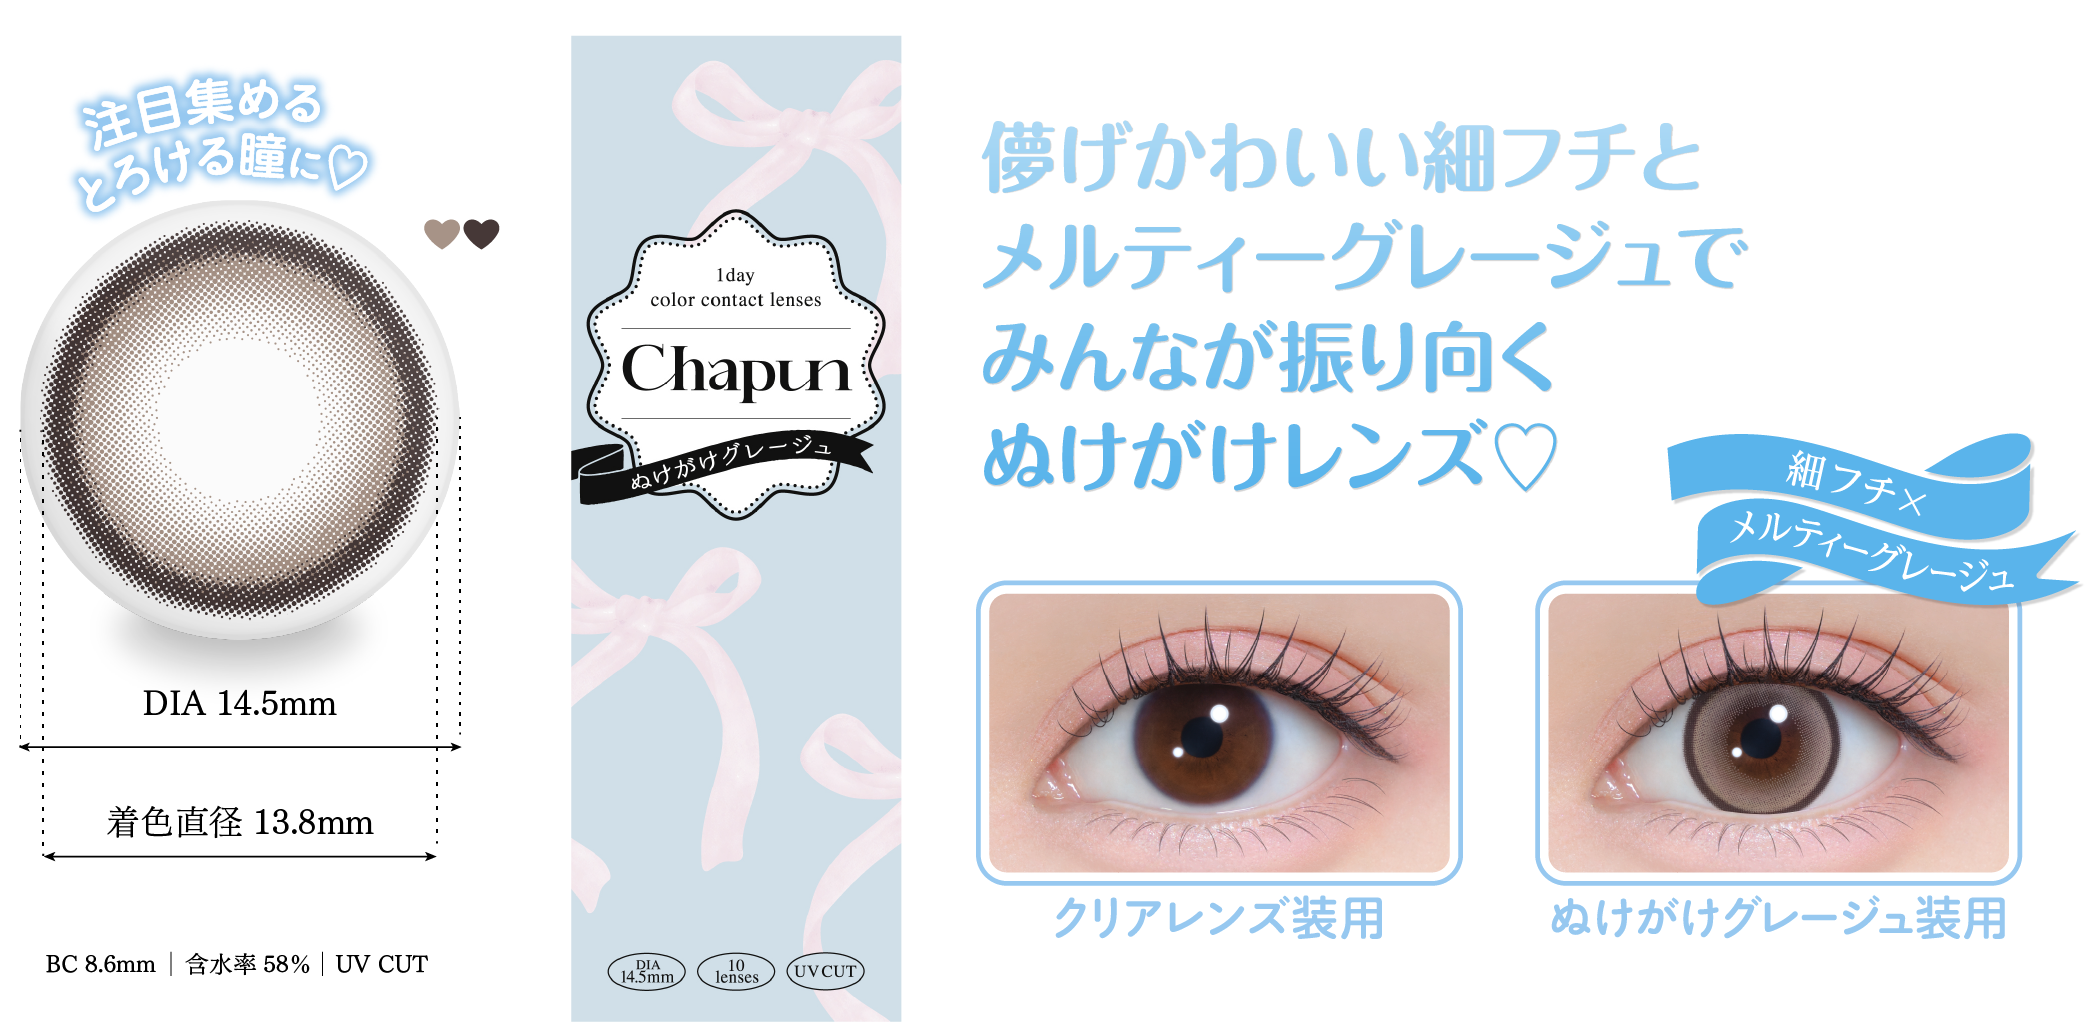 注目集める
とろける瞳に♡
DIA 14.5mm
着色直径 13.8mm
BC 8.6mm｜含水率 58%｜UV CUT
1day
color contact lenses
Chapun
ぬけがけグレージュ
DIA
14.5mm
10
lenses
UV CUT
儚げかわいい細フチと
メルティーグレージュで
みんなが振り向く
ぬけがけレンズ♡
細フチ×
メルティーグレージュ
クリアレンズ装用
ぬけがけグレージュ装用